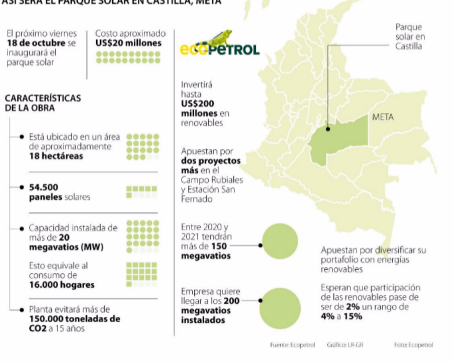 ASÍ SERÁ EL PARQUE SOLAR EN CASTILLA, META
El próximo viernes
18 de octubre se
inaugurará el
parque solar
Costo aproximado
US$20 millones
ecoPETROL
Parque
solar en
Castilla
META
CARACTERÍSTICAS
DE LA OBRA
Está ubicado en un área
de aproximadamente
18 hectáreas
54.500
paneles solares
Capacidad instalada de
más de 20
megavatios (MW)
Esto equivale al
consumo de
16.000 hogares
Planta evitará más de
150.000 toneladas de
CO2 a 15 años
Invertirá
hasta
US$200
millones en
renovables
Apuestan por
dos proyectos
más en el
Campo Rubiales
y Estación San
Fernado
Entre 2020 y
2021 tendrán
más de 150
megavatios
Empresa quiere
llegar a los 200
megavatios
instalados
Apuestan por diversificar su
portafolio con energías
renovables
Esperan que participación
de las renovables pase de
ser de 2% un rango de
4% a 15%
Fuente: Ecopetrol Gráfico: LR-GR Foto: Ecopetrol